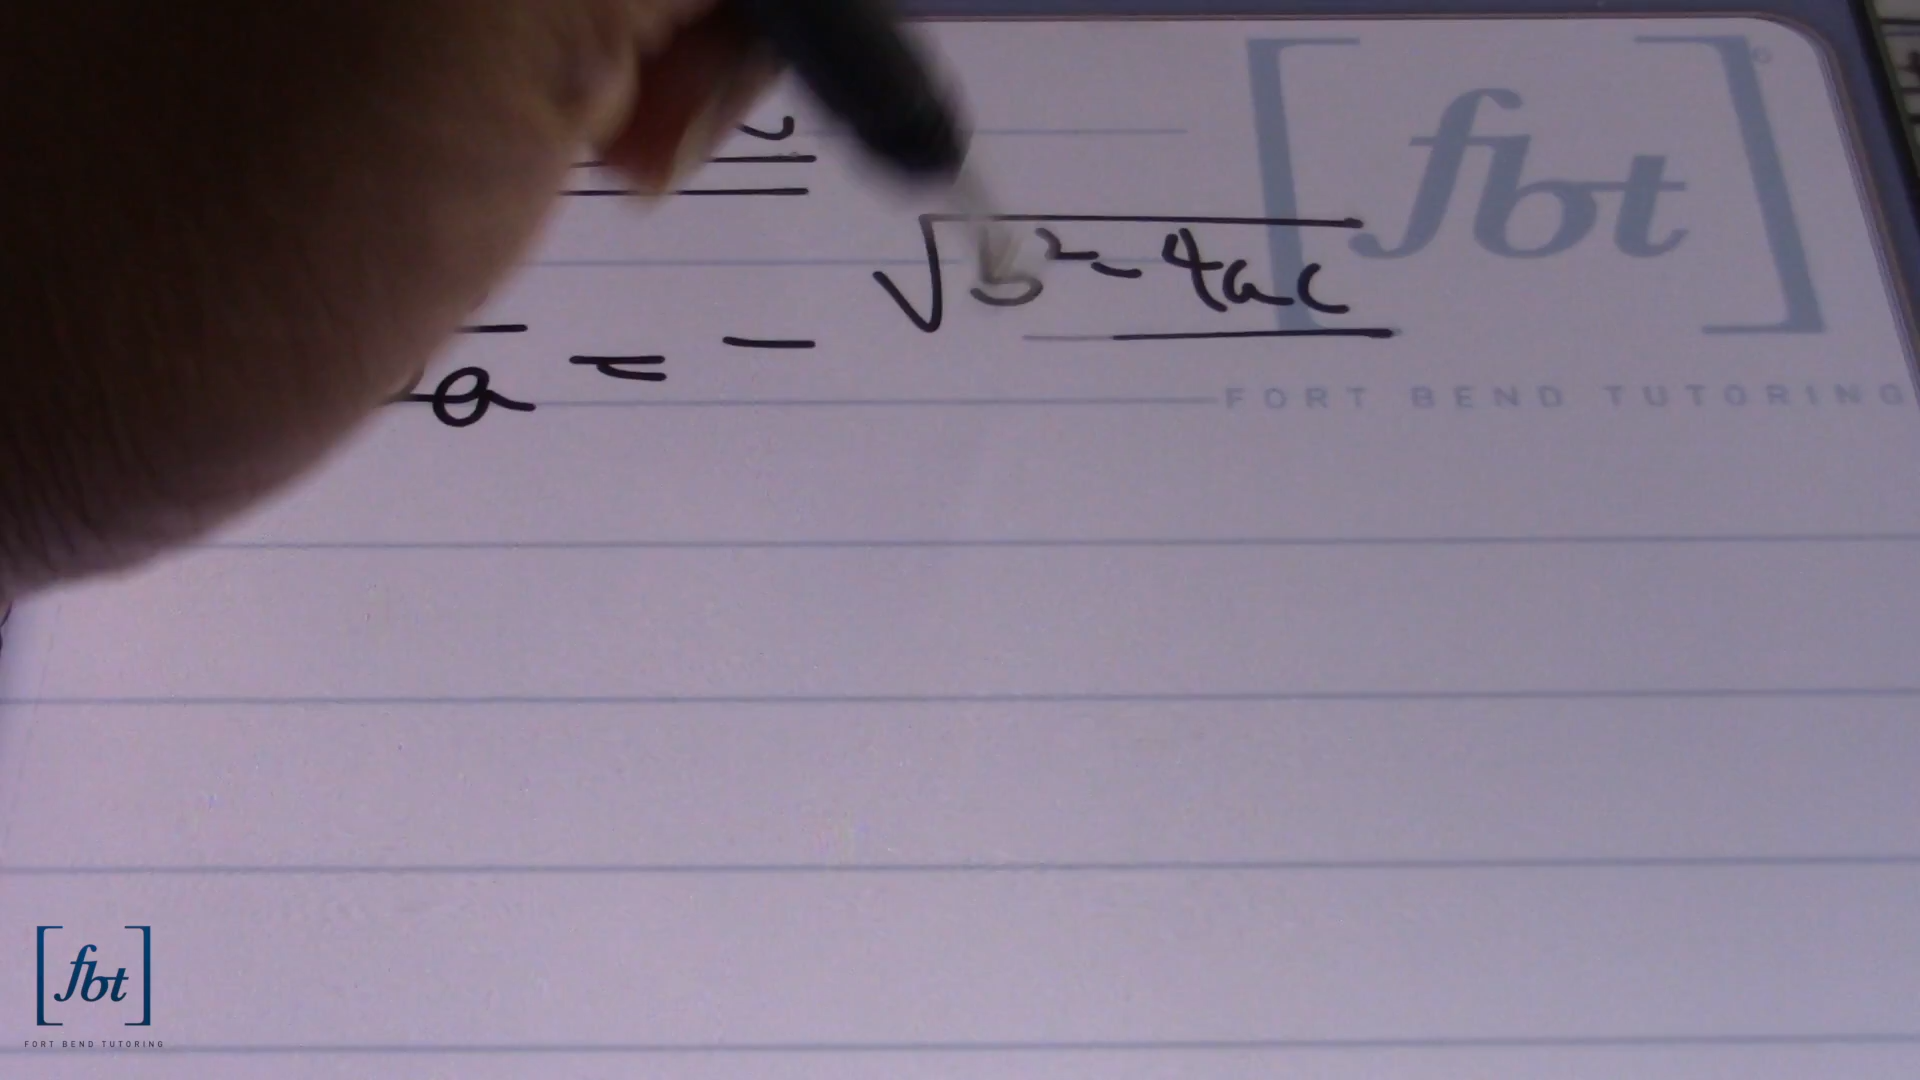 fbt
√b²-4ac
a = -
FORT BEND TUTORING
fbt
FORT BEND TUTORING